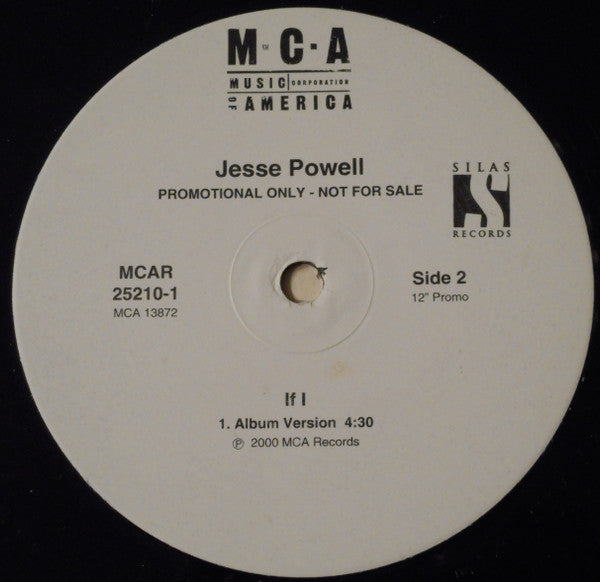 M™C·A
MUSIC CORPORATION
OF AMERICA
Jesse Powell
PROMOTIONAL ONLY - NOT FOR SALE
SILAS
S
RECORDS
MCAR
25210-1
MCA 13872
Side 2
12" Promo
If I
1. Album Version 4:30
℗ 2000 MCA Records